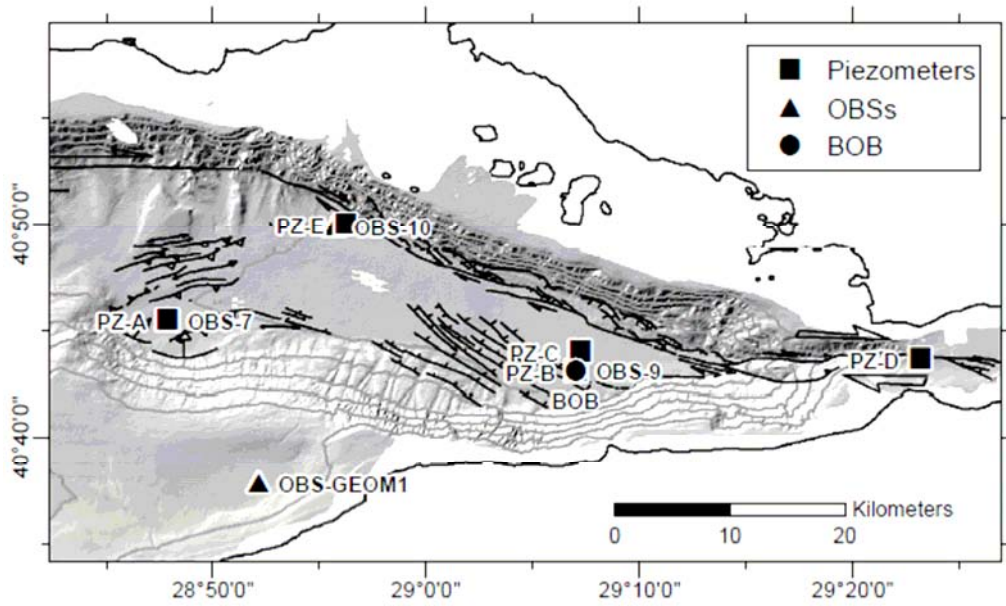 Piezometers
OBSs
BOB
40°50'0"
PZ-E OBS-10
PZ-A OBS-7
PZ-C
PZ-B OBS-9
BOB
PZ-D
40°40'0"
OBS-GEOM1
Kilometers
0 10 20
28°50'0" 29°0'0" 29°10'0" 29°20'0"